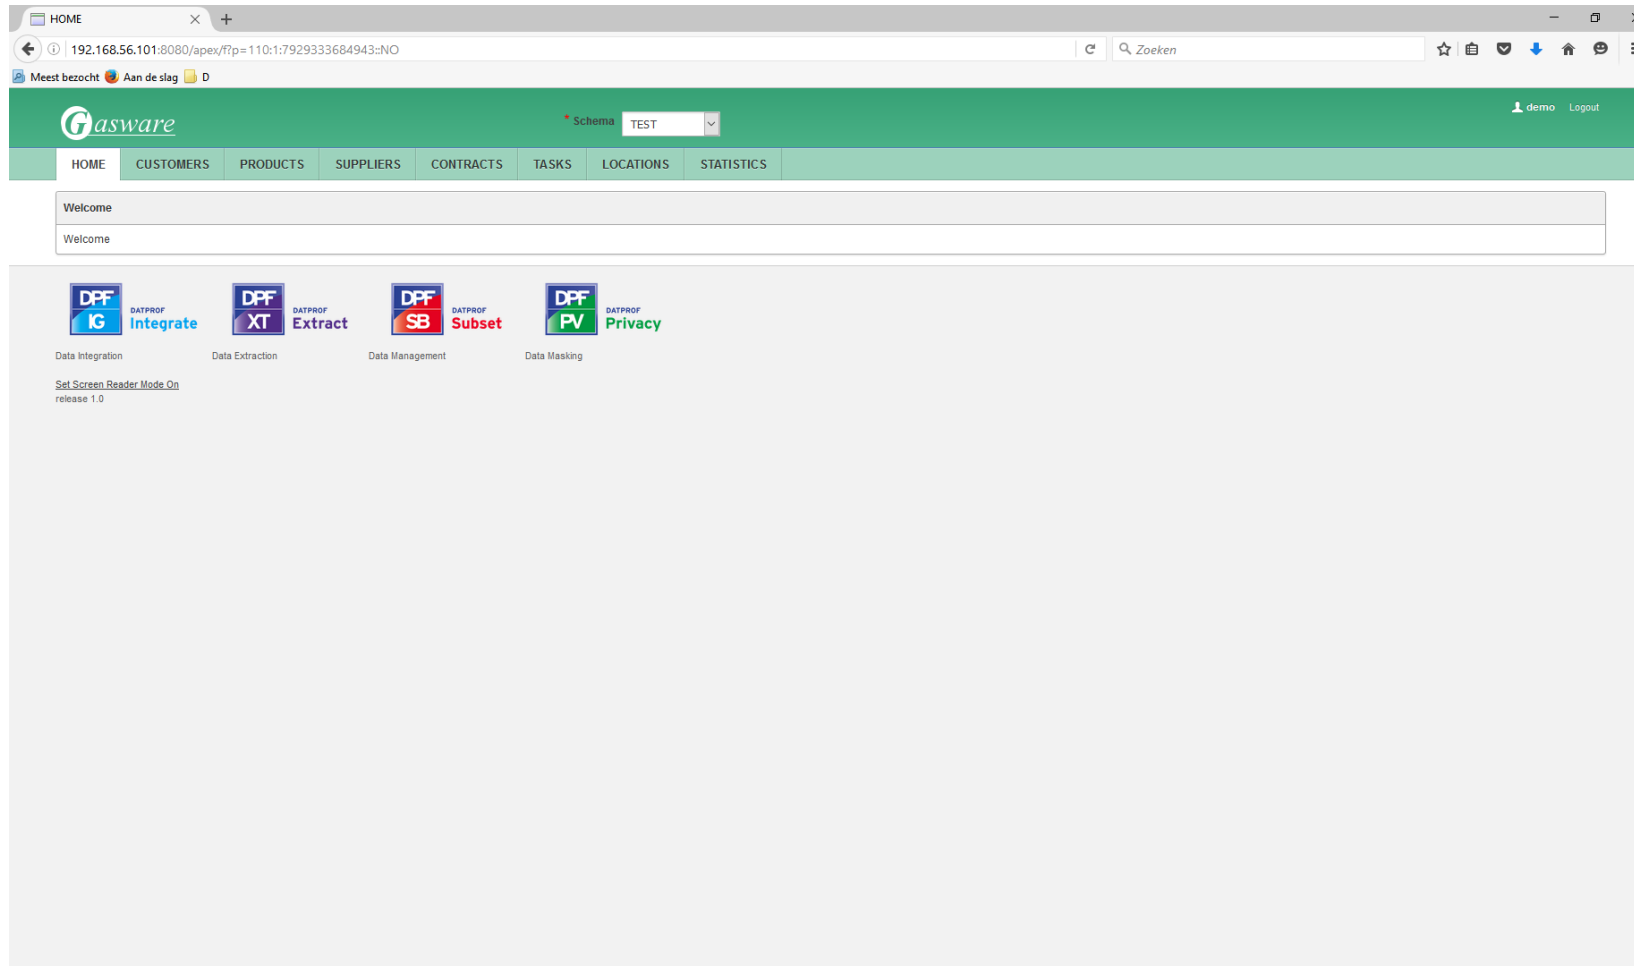 HOME
192.168.56.101:8080/apex/f?p=110:1:7929333684943::NO
Zoeken
Meest bezocht Aan de slag D
Gasware
* Schema TEST
demo Logout
HOME CUSTOMERS PRODUCTS SUPPLIERS CONTRACTS TASKS LOCATIONS STATISTICS
Welcome
Welcome
DPF IG DATPROF Integrate
DPF XT DATPROF Extract
DPF SB DATPROF Subset
DPF PV DATPROF Privacy
Data Integration Data Extraction Data Management Data Masking
Set Screen Reader Mode On
release 1.0